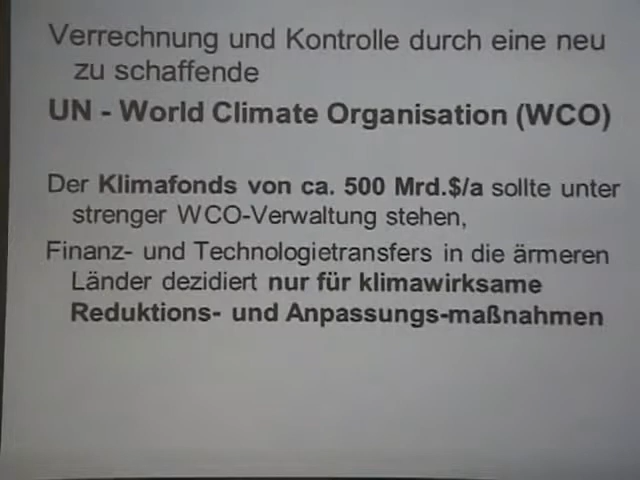 Verrechnung und Kontrolle durch eine neu
zu schaffende
UN - World Climate Organisation (WCO)
Der Klimafonds von ca. 500 Mrd.$/a sollte unter
strenger WCO-Verwaltung stehen,
Finanz- und Technologietransfers in die ärmeren
Länder dezidiert nur für klimawirksame
Reduktions- und Anpassungs-maßnahmen